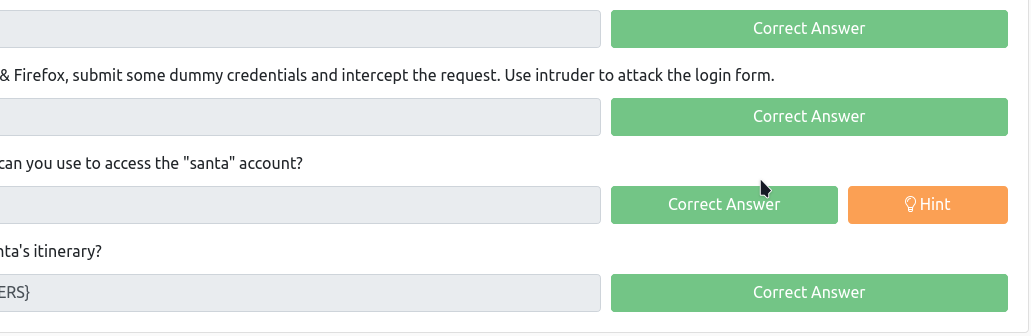 Correct Answer
& Firefox, submit some dummy credentials and intercept the request. Use intruder to attack the login form.
Correct Answer
can you use to access the "santa" account?
Correct Answer Hint
nta's itinerary?
ERS} Correct Answer